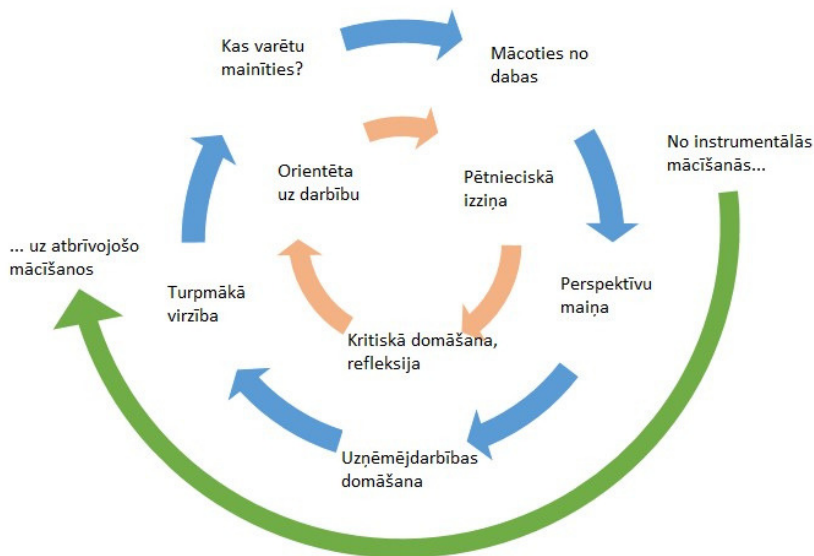 Kas varētu
mainīties?
Mācoties no
dabas
No instrumentālās
mācīšanās...
Orientēta
uz darbību
Pētnieciskā
izziņa
... uz atbrīvojošo
mācīšanos
Turpmākā
virzība
Perspektīvu
maiņa
Kritiskā domāšana,
refleksija
Uzņēmējdarbības
domāšana